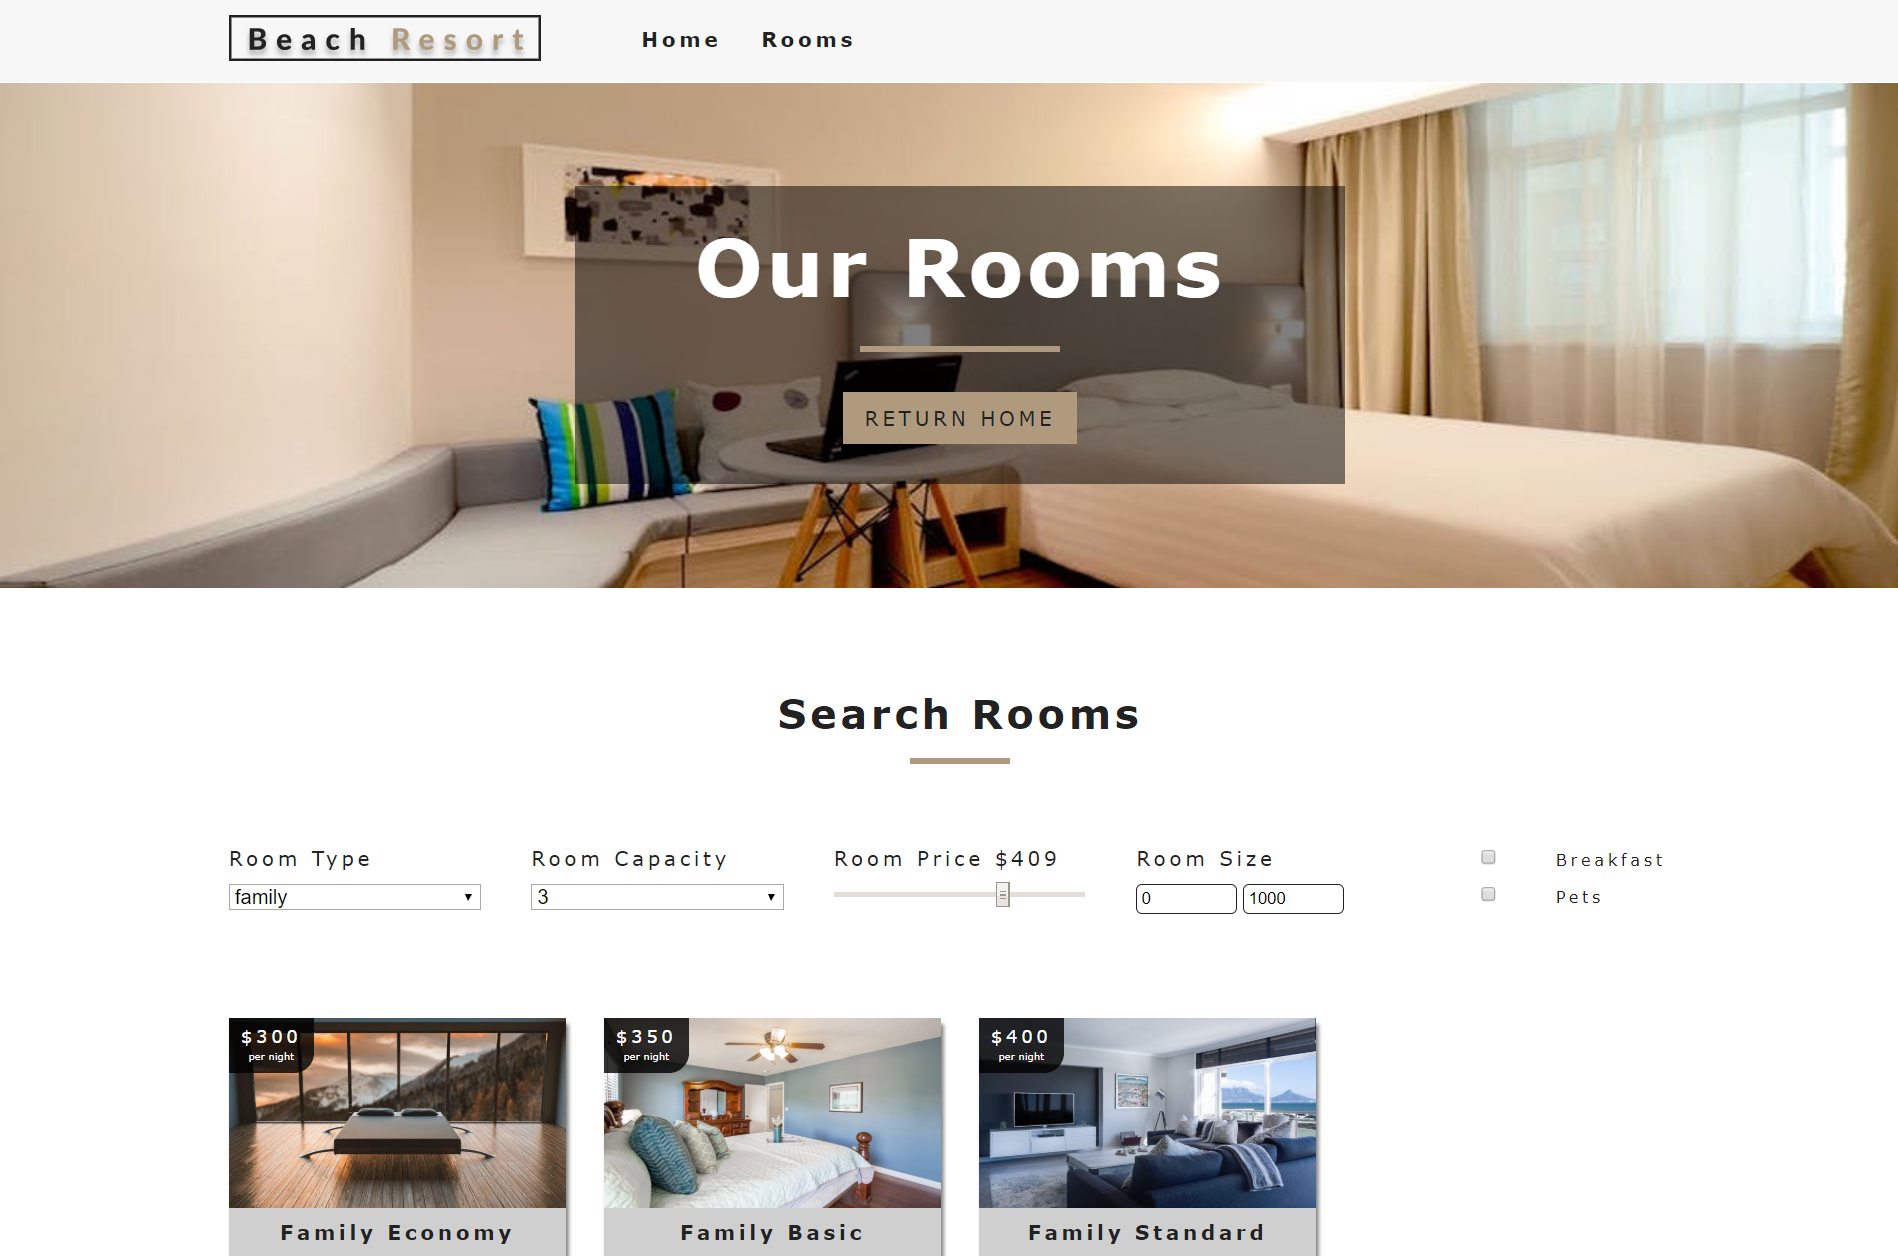 Beach Resort
Home
Rooms
Our Rooms
RETURN HOME
Search Rooms
Room Type
family
Room Capacity
3
Room Price $409
Room Size
0
1000
Breakfast
Pets
$300
per night
Family Economy
$350
per night
Family Basic
$400
per night
Family Standard